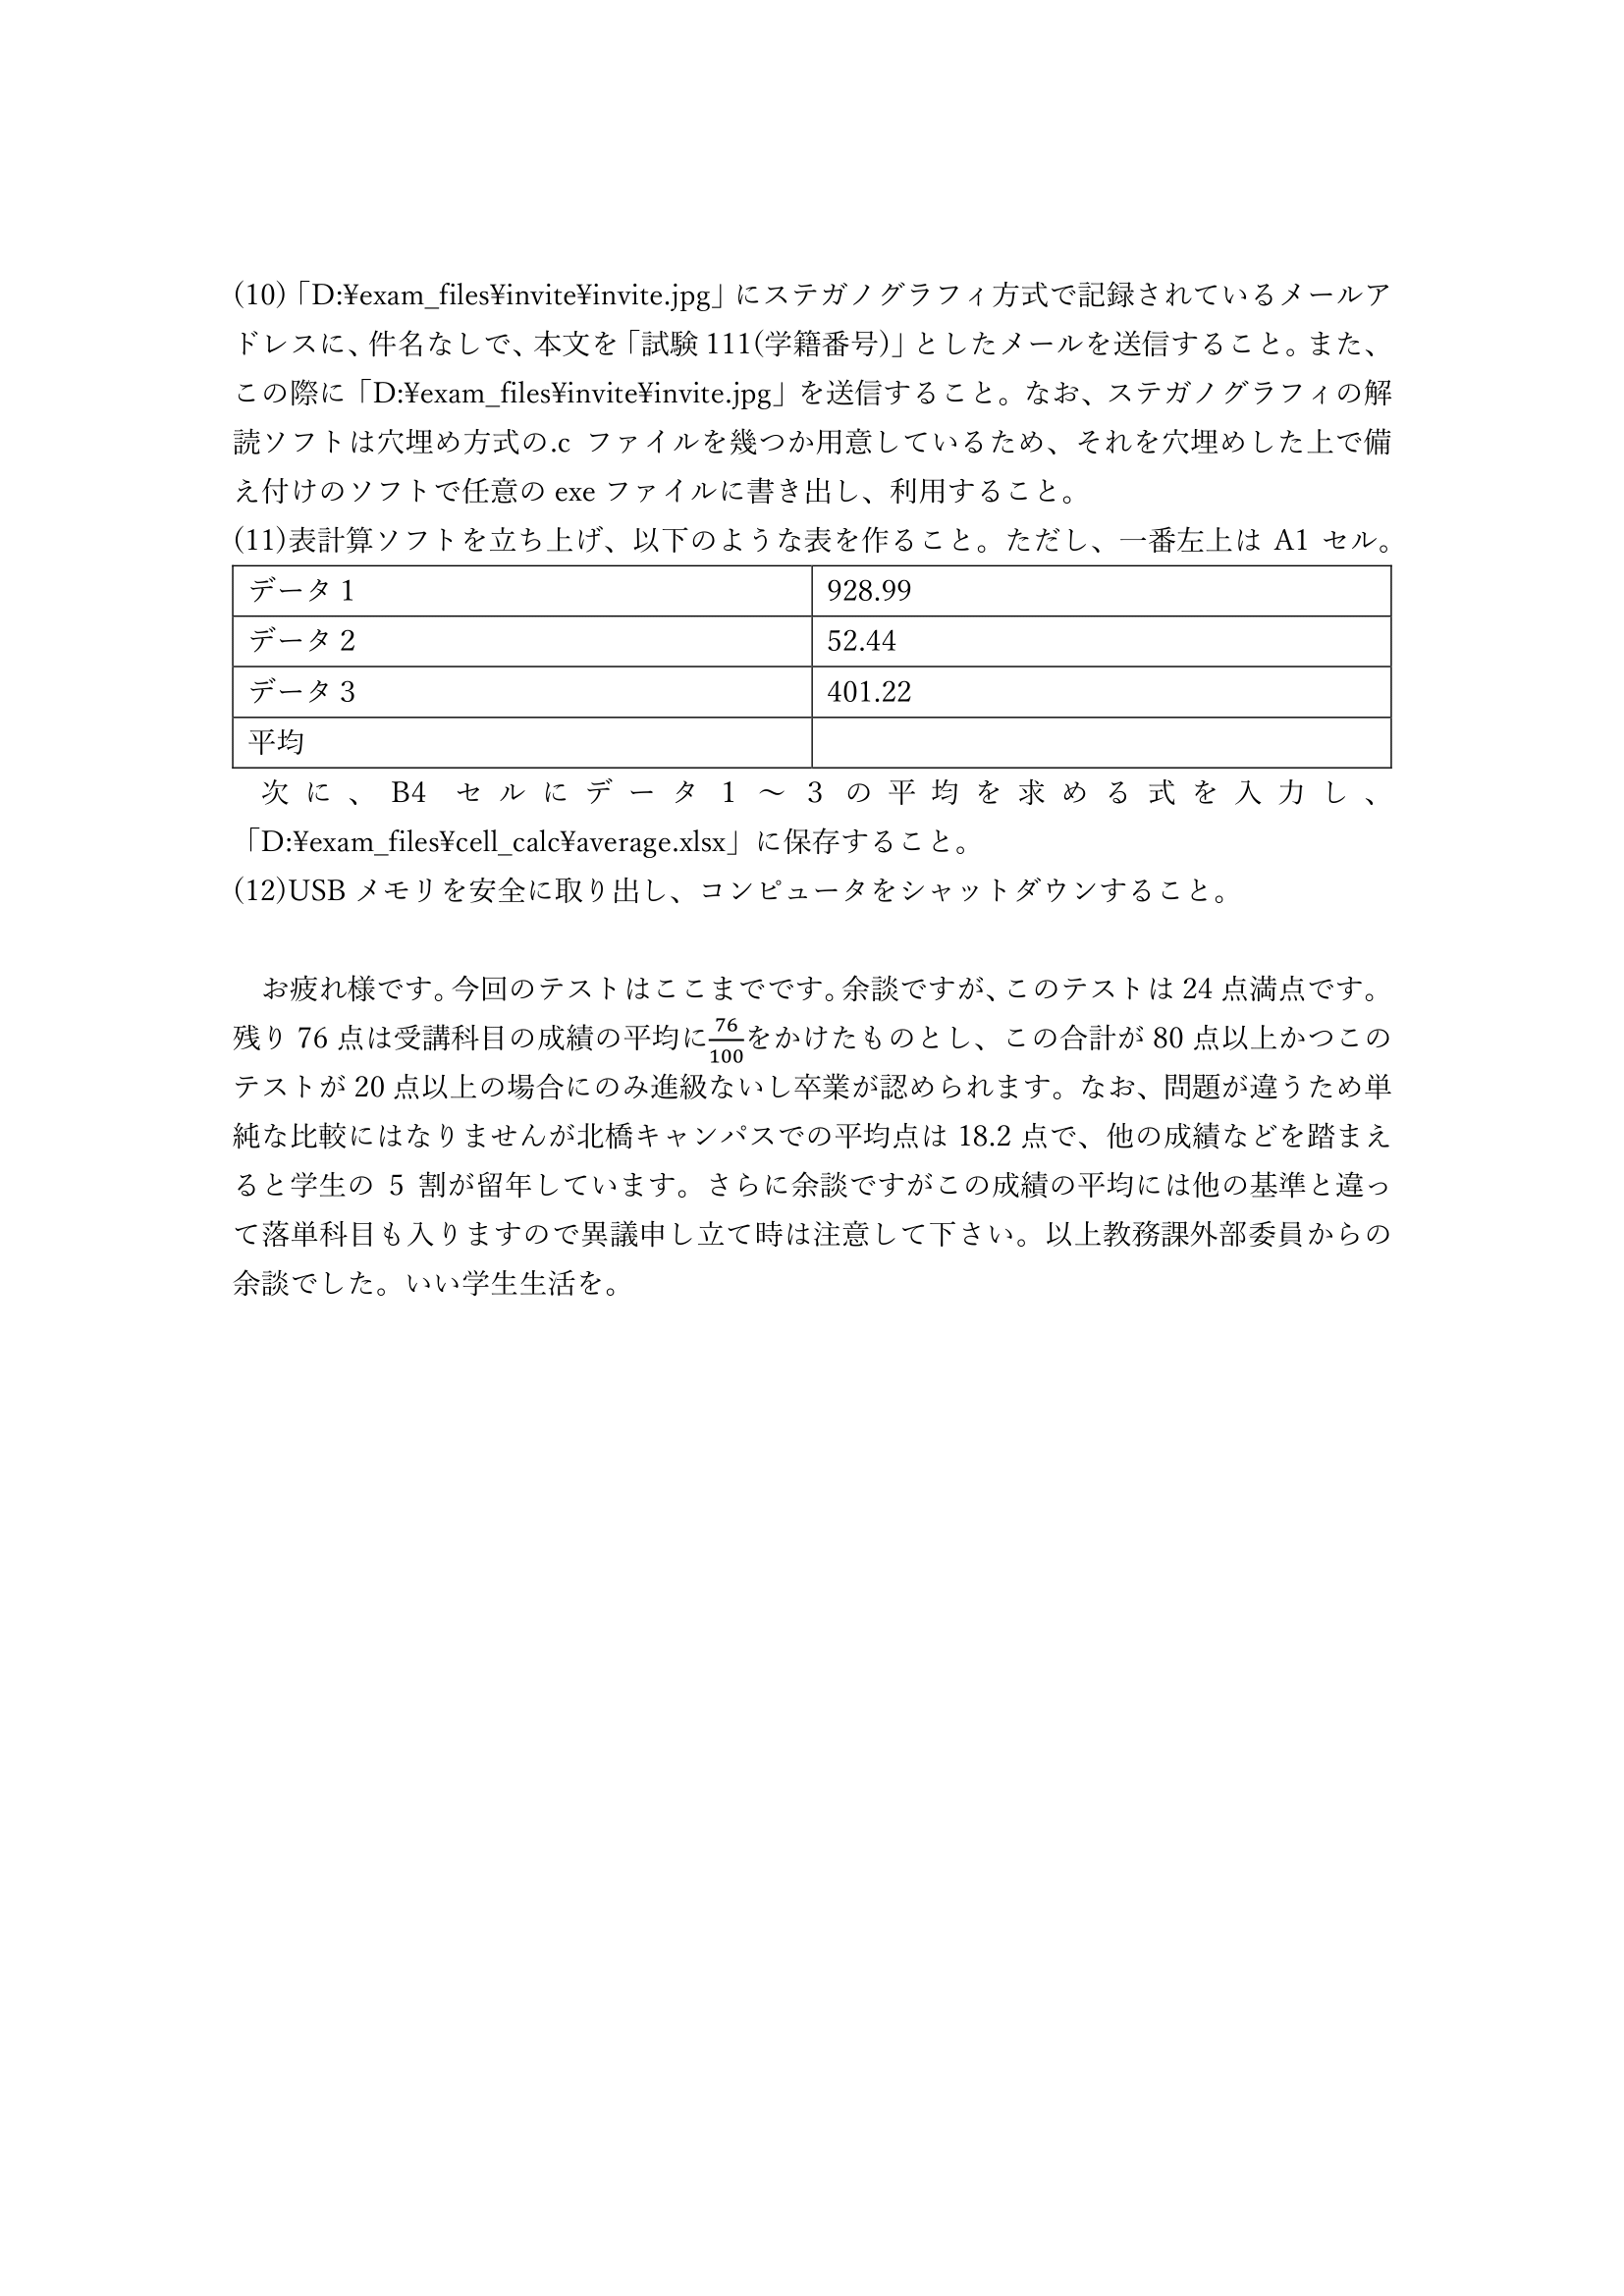 (10)「D:¥exam_files¥invite¥invite.jpg」にステガノグラフィ方式で記録されているメールア
ドレスに、件名なしで、本文を「試験 111(学籍番号)」としたメールを送信すること。また、
この際に「D:¥exam_files¥invite¥invite.jpg」を送信すること。なお、ステガノグラフィの解
読ソフトは穴埋め方式の.c ファイルを幾つか用意しているため、それを穴埋めした上で備
え付けのソフトで任意の exe ファイルに書き出し、利用すること。
(11)表計算ソフトを立ち上げ、以下のような表を作ること。ただし、一番左上は A1 セル。
データ 1 928.99
データ 2 52.44
データ 3 401.22
平均
次に、B4 セルにデータ 1 ～ 3 の平均を求める式を入力し、
「D:¥exam_files¥cell_calc¥average.xlsx」に保存すること。
(12)USB メモリを安全に取り出し、コンピュータをシャットダウンすること。
お疲れ様です。今回のテストはここまでです。余談ですが、このテストは 24 点満点です。
残り 76 点は受講科目の成績の平均に76/100をかけたものとし、この合計が 80 点以上かつこの
テストが 20 点以上の場合にのみ進級ないし卒業が認められます。なお、問題が違うため単
純な比較にはなりませんが北橋キャンパスでの平均点は 18.2 点で、他の成績などを踏まえ
ると学生の 5 割が留年しています。さらに余談ですがこの成績の平均には他の基準と違っ
て落単科目も入りますので異議申し立て時は注意して下さい。以上教務課外部委員からの
余談でした。いい学生生活を。